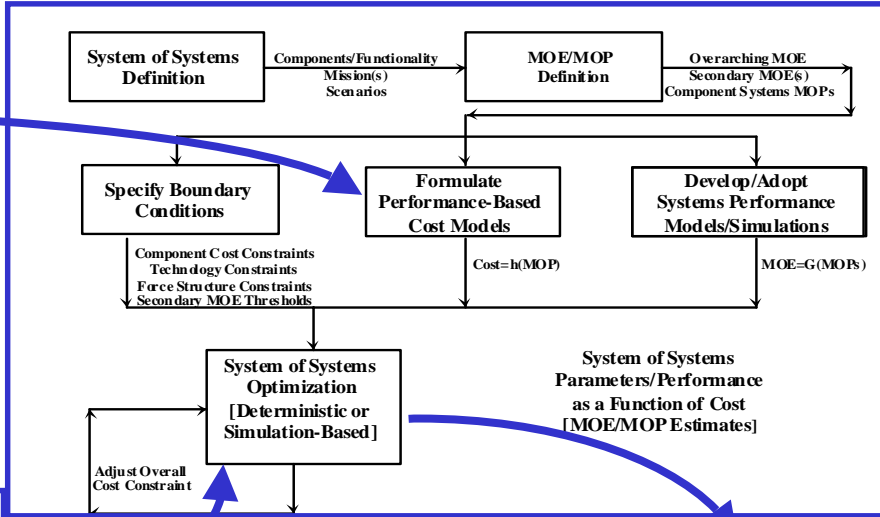 System of Systems
Definition
Components/Functionality
Mission(s)
Scenarios
MOE/MOP
Definition
Overarching MOE
Secondary MOE(s)
Component Systems MOPs
Specify Boundary
Conditions
Formulate
Performance-Based
Cost Models
Develop/Adopt
Systems Performance
Models/Simulations
Component Cost Constraints
Technology Constraints
Force Structure Constraints
Secondary MOE Thresholds
Cost=h(MOP)
MOE=G(MOPs)
System of Systems
Optimization
[Deterministic or
Simulation-Based]
System of Systems
Parameters/Performance
as a Function of Cost
[MOE/MOP Estimates]
Adjust Overall
Cost Constraint